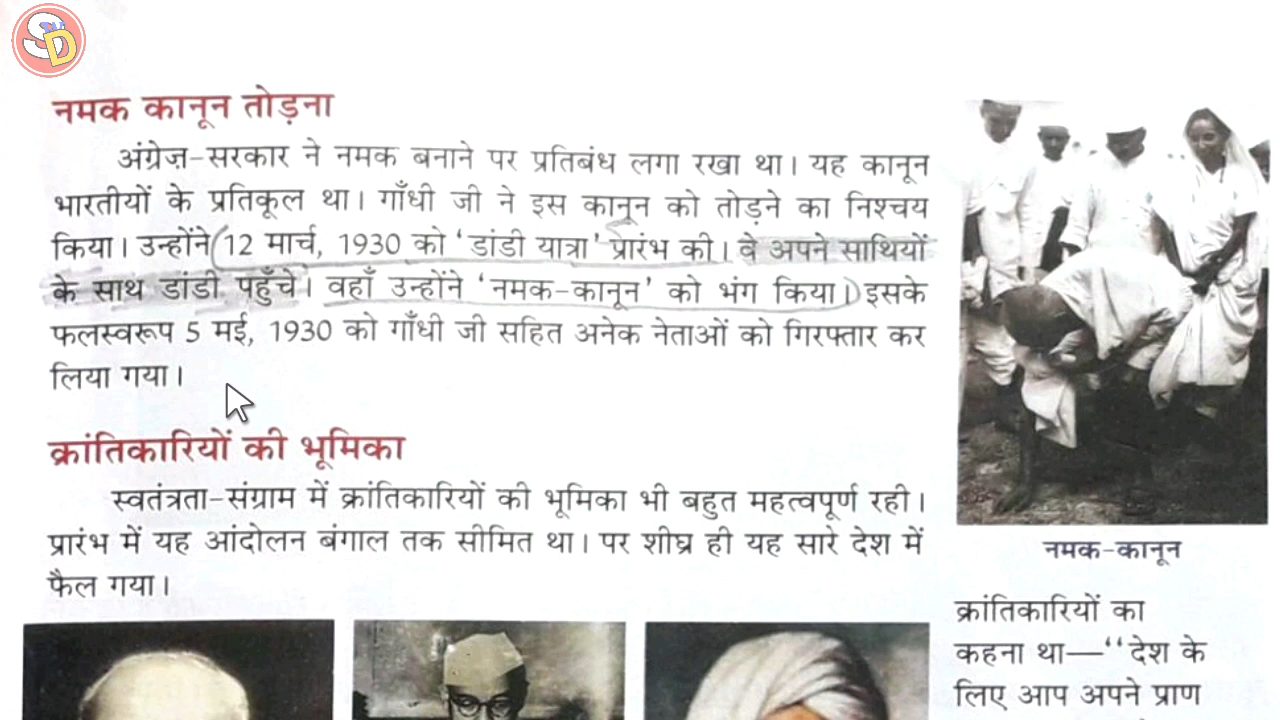 SD
नमक कानून तोड़ना
अंग्रेज़-सरकार ने नमक बनाने पर प्रतिबंध लगा रखा था। यह कानून
भारतीयों के प्रतिकूल था। गाँधी जी ने इस कानून को तोड़ने का निश्चय
किया। उन्होंने 12 मार्च, 1930 को ‘डांडी यात्रा’ प्रारंभ की। वे अपने साथियों
के साथ डांडी पहुँचे। वहाँ उन्होंने ‘नमक-कानून’ को भंग किया। इसके
फलस्वरूप 5 मई, 1930 को गाँधी जी सहित अनेक नेताओं को गिरफ्तार कर
लिया गया।
क्रांतिकारियों की भूमिका
स्वतंत्रता-संग्राम में क्रांतिकारियों की भूमिका भी बहुत महत्वपूर्ण रही।
प्रारंभ में यह आंदोलन बंगाल तक सीमित था। पर शीघ्र ही यह सारे देश में
फैल गया।
नमक-कानून
क्रांतिकारियों का
कहना था—‘‘देश के
लिए आप अपने प्राण